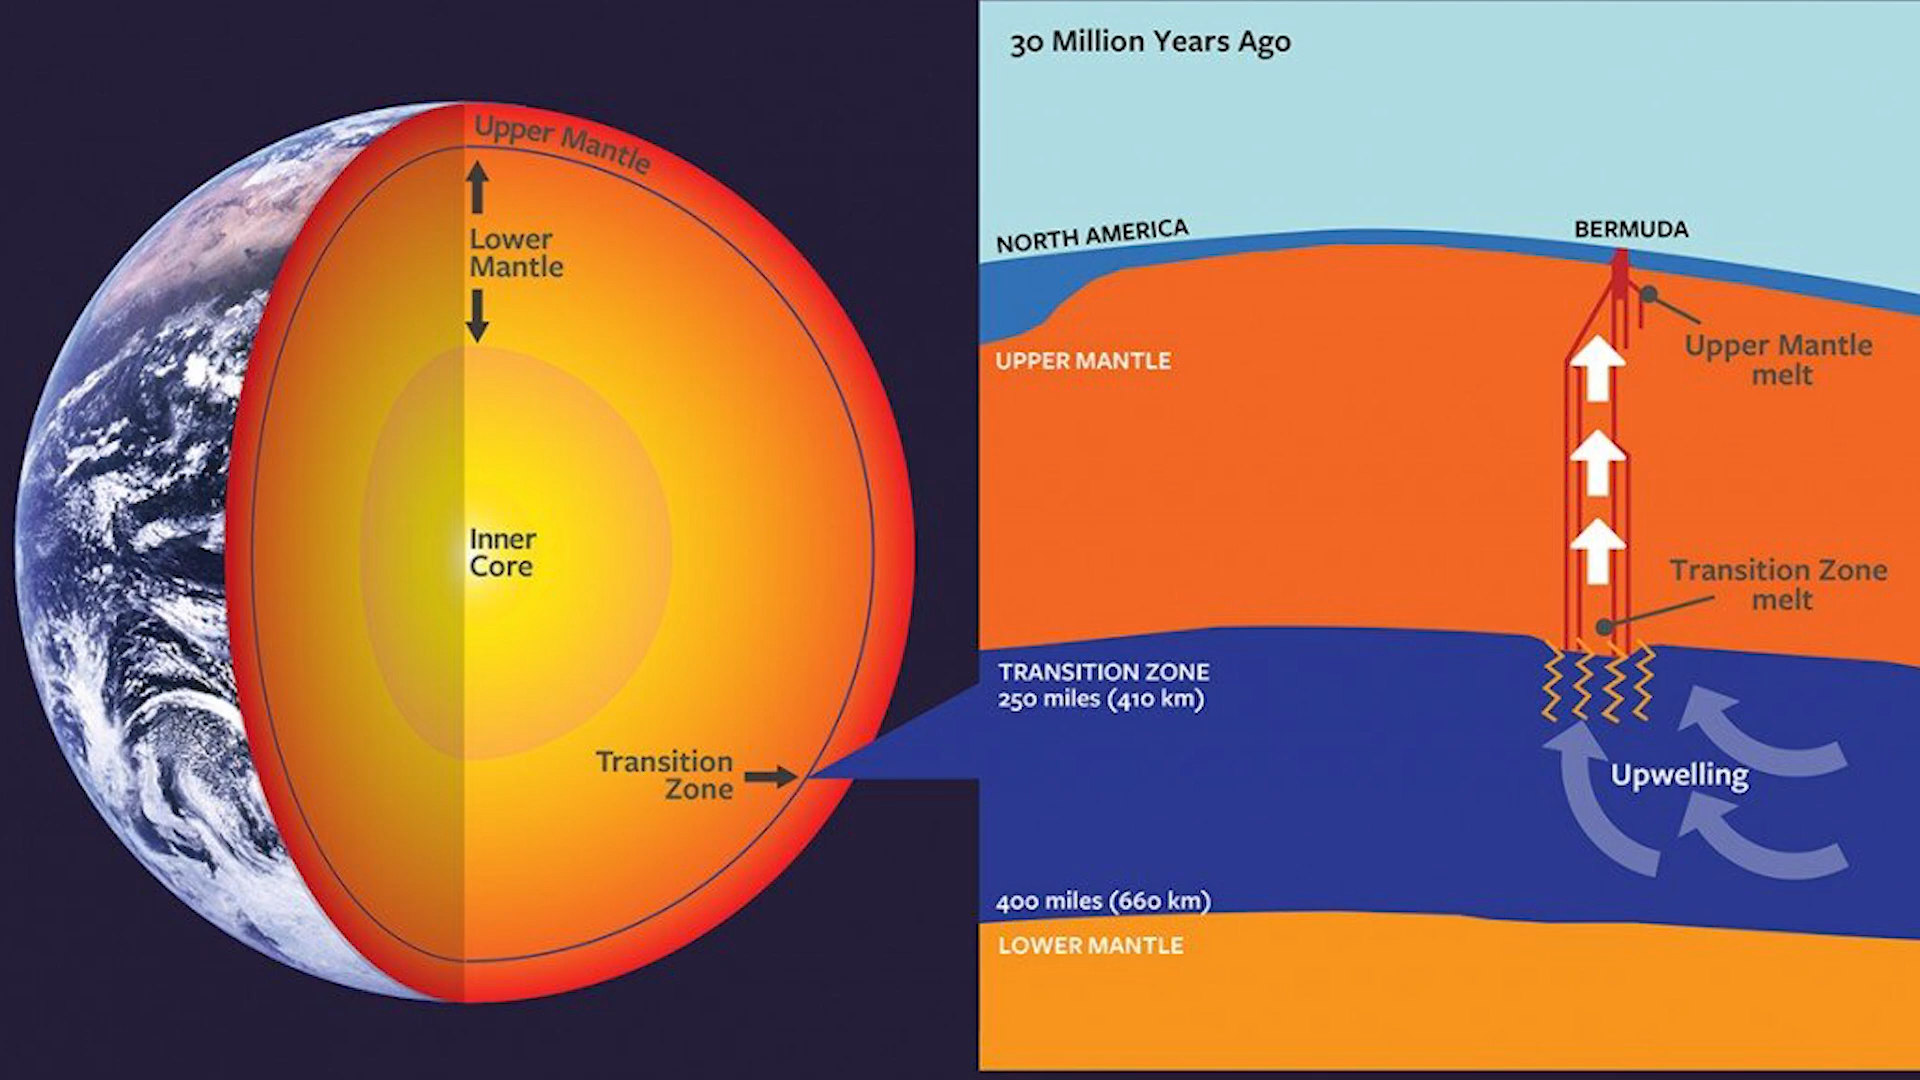 Upper Mantle
Lower
Mantle
Inner
Core
Transition
Zone
30 Million Years Ago
NORTH AMERICA
BERMUDA
UPPER MANTLE
Upper Mantle
melt
Transition Zone
melt
TRANSITION ZONE
250 miles (410 km)
Upwelling
400 miles (660 km)
LOWER MANTLE